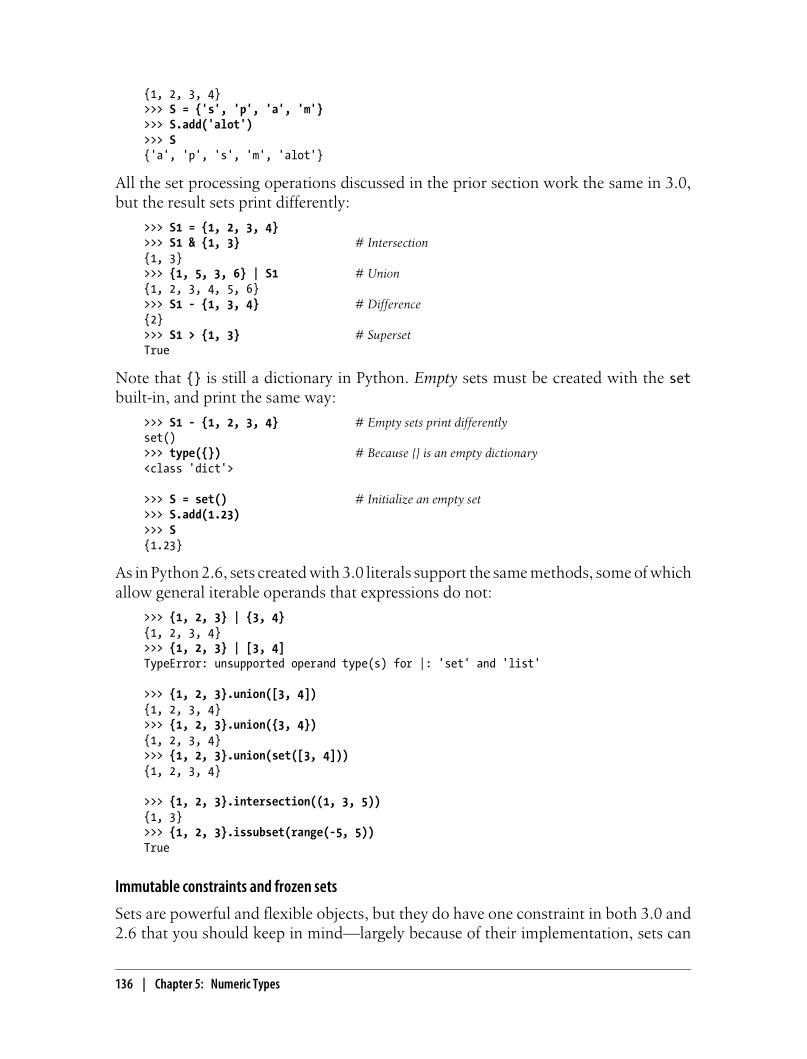 {1, 2, 3, 4}
>>> S = {'s', 'p', 'a', 'm'}
>>> S.add('alot')
>>> S
{'a', 'p', 's', 'm', 'alot'}
All the set processing operations discussed in the prior section work the same in 3.0,
but the result sets print differently:
>>> S1 = {1, 2, 3, 4}
>>> S1 & {1, 3} # Intersection
{1, 3}
>>> {1, 5, 3, 6} | S1 # Union
{1, 2, 3, 4, 5, 6}
>>> S1 - {1, 3, 4} # Difference
{2}
>>> S1 > {1, 3} # Superset
True
Note that {} is still a dictionary in Python. Empty sets must be created with the set
built-in, and print the same way:
>>> S1 - {1, 2, 3, 4} # Empty sets print differently
set()
>>> type({}) # Because {} is an empty dictionary
<class 'dict'>
>>> S = set() # Initialize an empty set
>>> S.add(1.23)
>>> S
{1.23}
As in Python 2.6, sets created with 3.0 literals support the same methods, some of which
allow general iterable operands that expressions do not:
>>> {1, 2, 3} | {3, 4}
{1, 2, 3, 4}
>>> {1, 2, 3} | [3, 4]
TypeError: unsupported operand type(s) for |: 'set' and 'list'
>>> {1, 2, 3}.union([3, 4])
{1, 2, 3, 4}
>>> {1, 2, 3}.union({3, 4})
{1, 2, 3, 4}
>>> {1, 2, 3}.union(set([3, 4]))
{1, 2, 3, 4}
>>> {1, 2, 3}.intersection((1, 3, 5))
{1, 3}
>>> {1, 2, 3}.issubset(range(-5, 5))
True
Immutable constraints and frozen sets
Sets are powerful and flexible objects, but they do have one constraint in both 3.0 and
2.6 that you should keep in mind—largely because of their implementation, sets can
136 | Chapter 5: Numeric Types